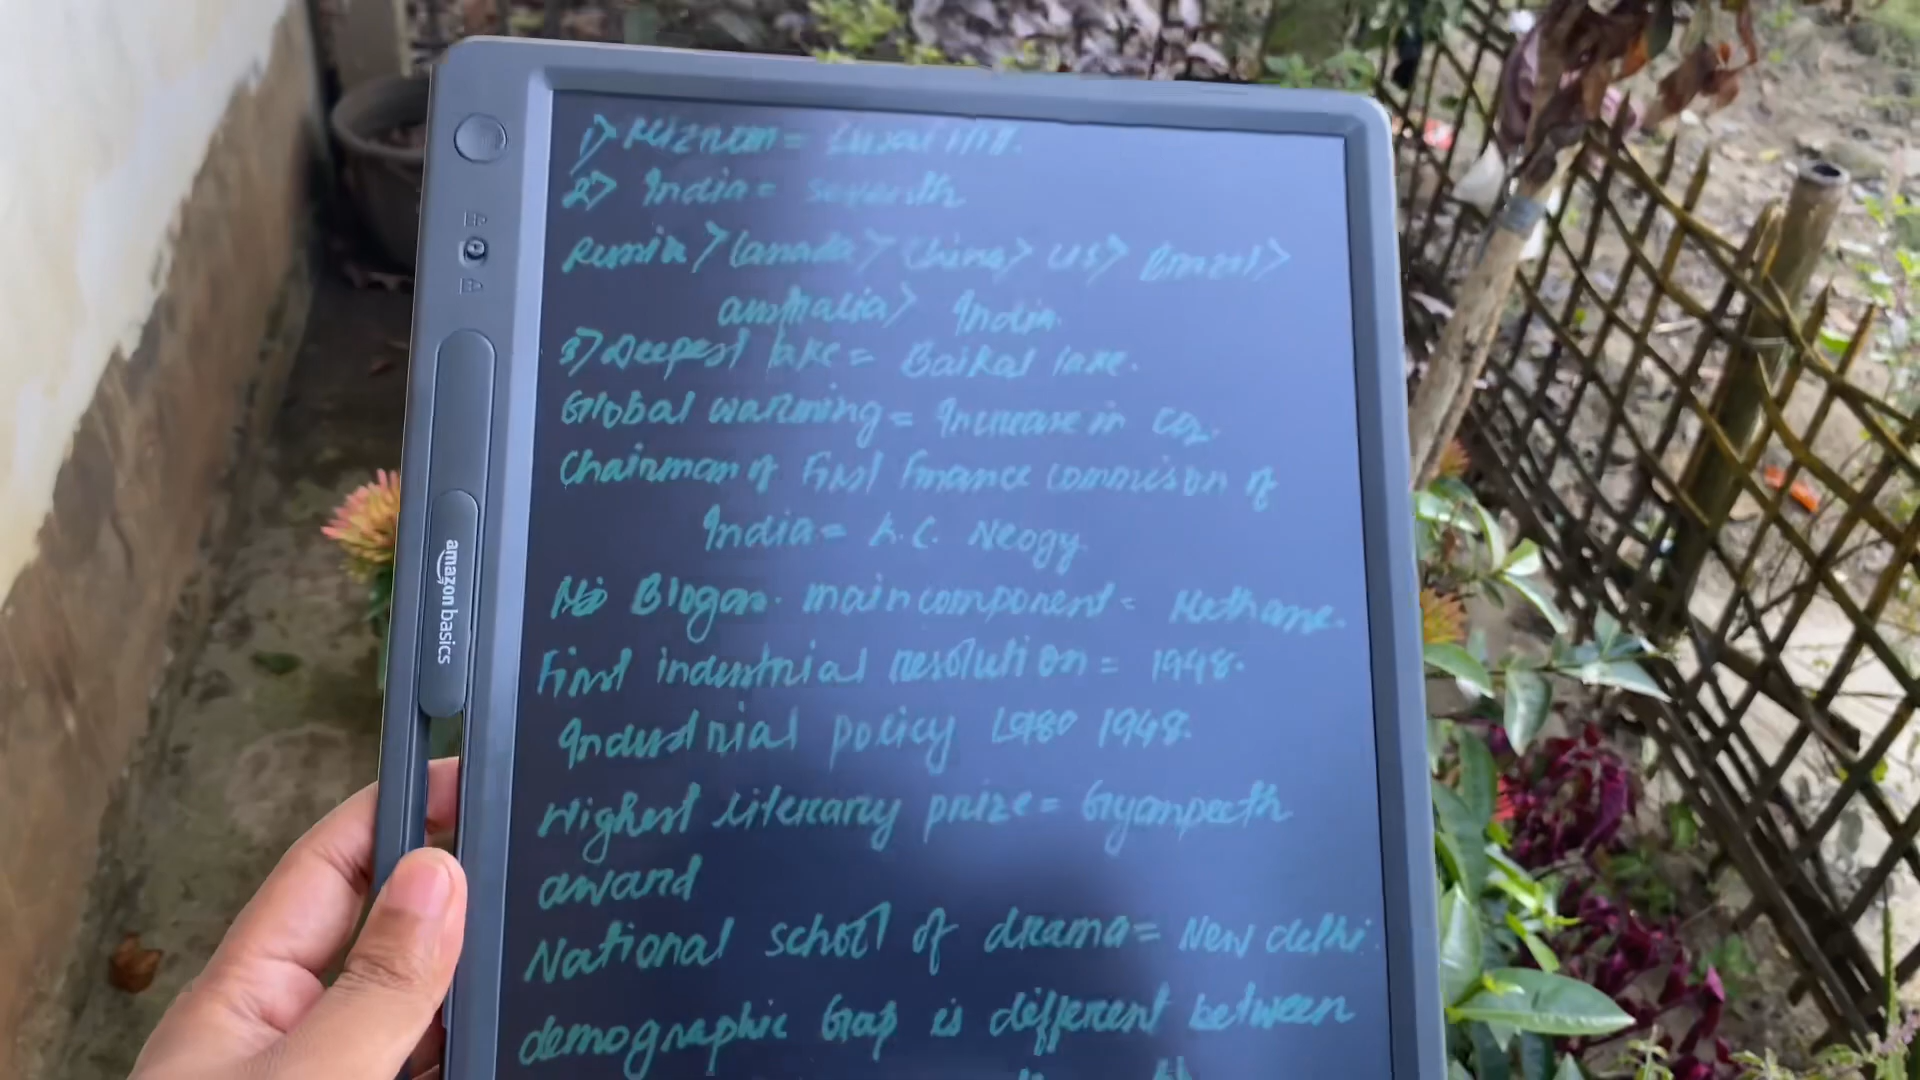 1> Mizram = Lusai Hill.
2> India = seventh
Russia > Canada > China > US > Brazil >
australia > India.
3> Deepest lake = Baikal lake.
Global warming = Increase in CO2.
Chairman of First Finance commision of
India = K.C. Neogy
Biogas. main component = Methane.
First industrial resolution = 1948.
Industrial policy 1948.
Highest literary prize = Gyanpeeth
award
National school of drama = New delhi.
demographic Gap is different between
amazon basics